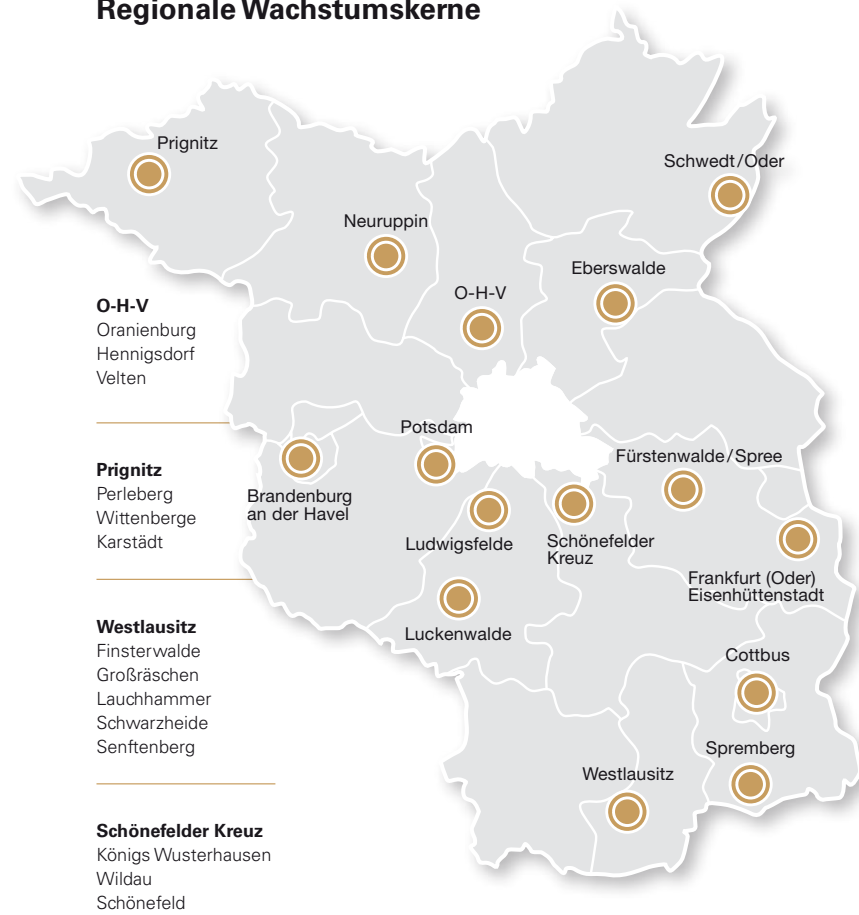 Regionale Wachstumskerne
Prignitz
Schwedt/Oder
Neuruppin
Eberswalde
O-H-V
O-H-V
Oranienburg
Hennigsdorf
Velten
Potsdam
Fürstenwalde/Spree
Prignitz
Perleberg
Wittenberge
Karstädt
Brandenburg
an der Havel
Ludwigsfelde
Schönefelder
Kreuz
Frankfurt (Oder)
Eisenhüttenstadt
Luckenwalde
Westlausitz
Finsterwalde
Großräschen
Lauchhammer
Schwarzheide
Senftenberg
Cottbus
Spremberg
Westlausitz
Schönefelder Kreuz
Königs Wusterhausen
Wildau
Schönefeld